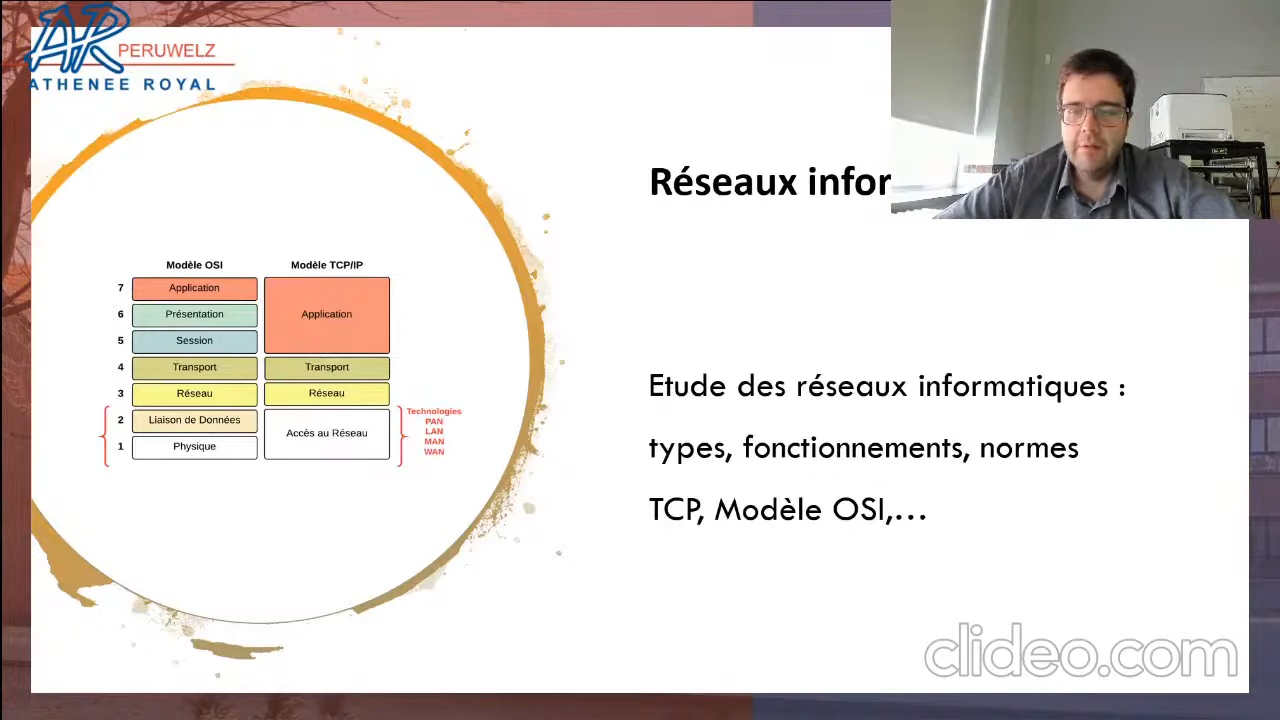 AR PERUWELZ
ATHENEE ROYAL
Réseaux infor
Modèle OSI
Modèle TCP/IP
7 Application
6 Présentation
5 Session
4 Transport
3 Réseau
2 Liaison de Données
1 Physique
Application
Transport
Réseau
Accès au Réseau
Technologies
PAN
LAN
MAN
WAN
Etude des réseaux informatiques :
types, fonctionnements, normes
TCP, Modèle OSI,...
clideo.com